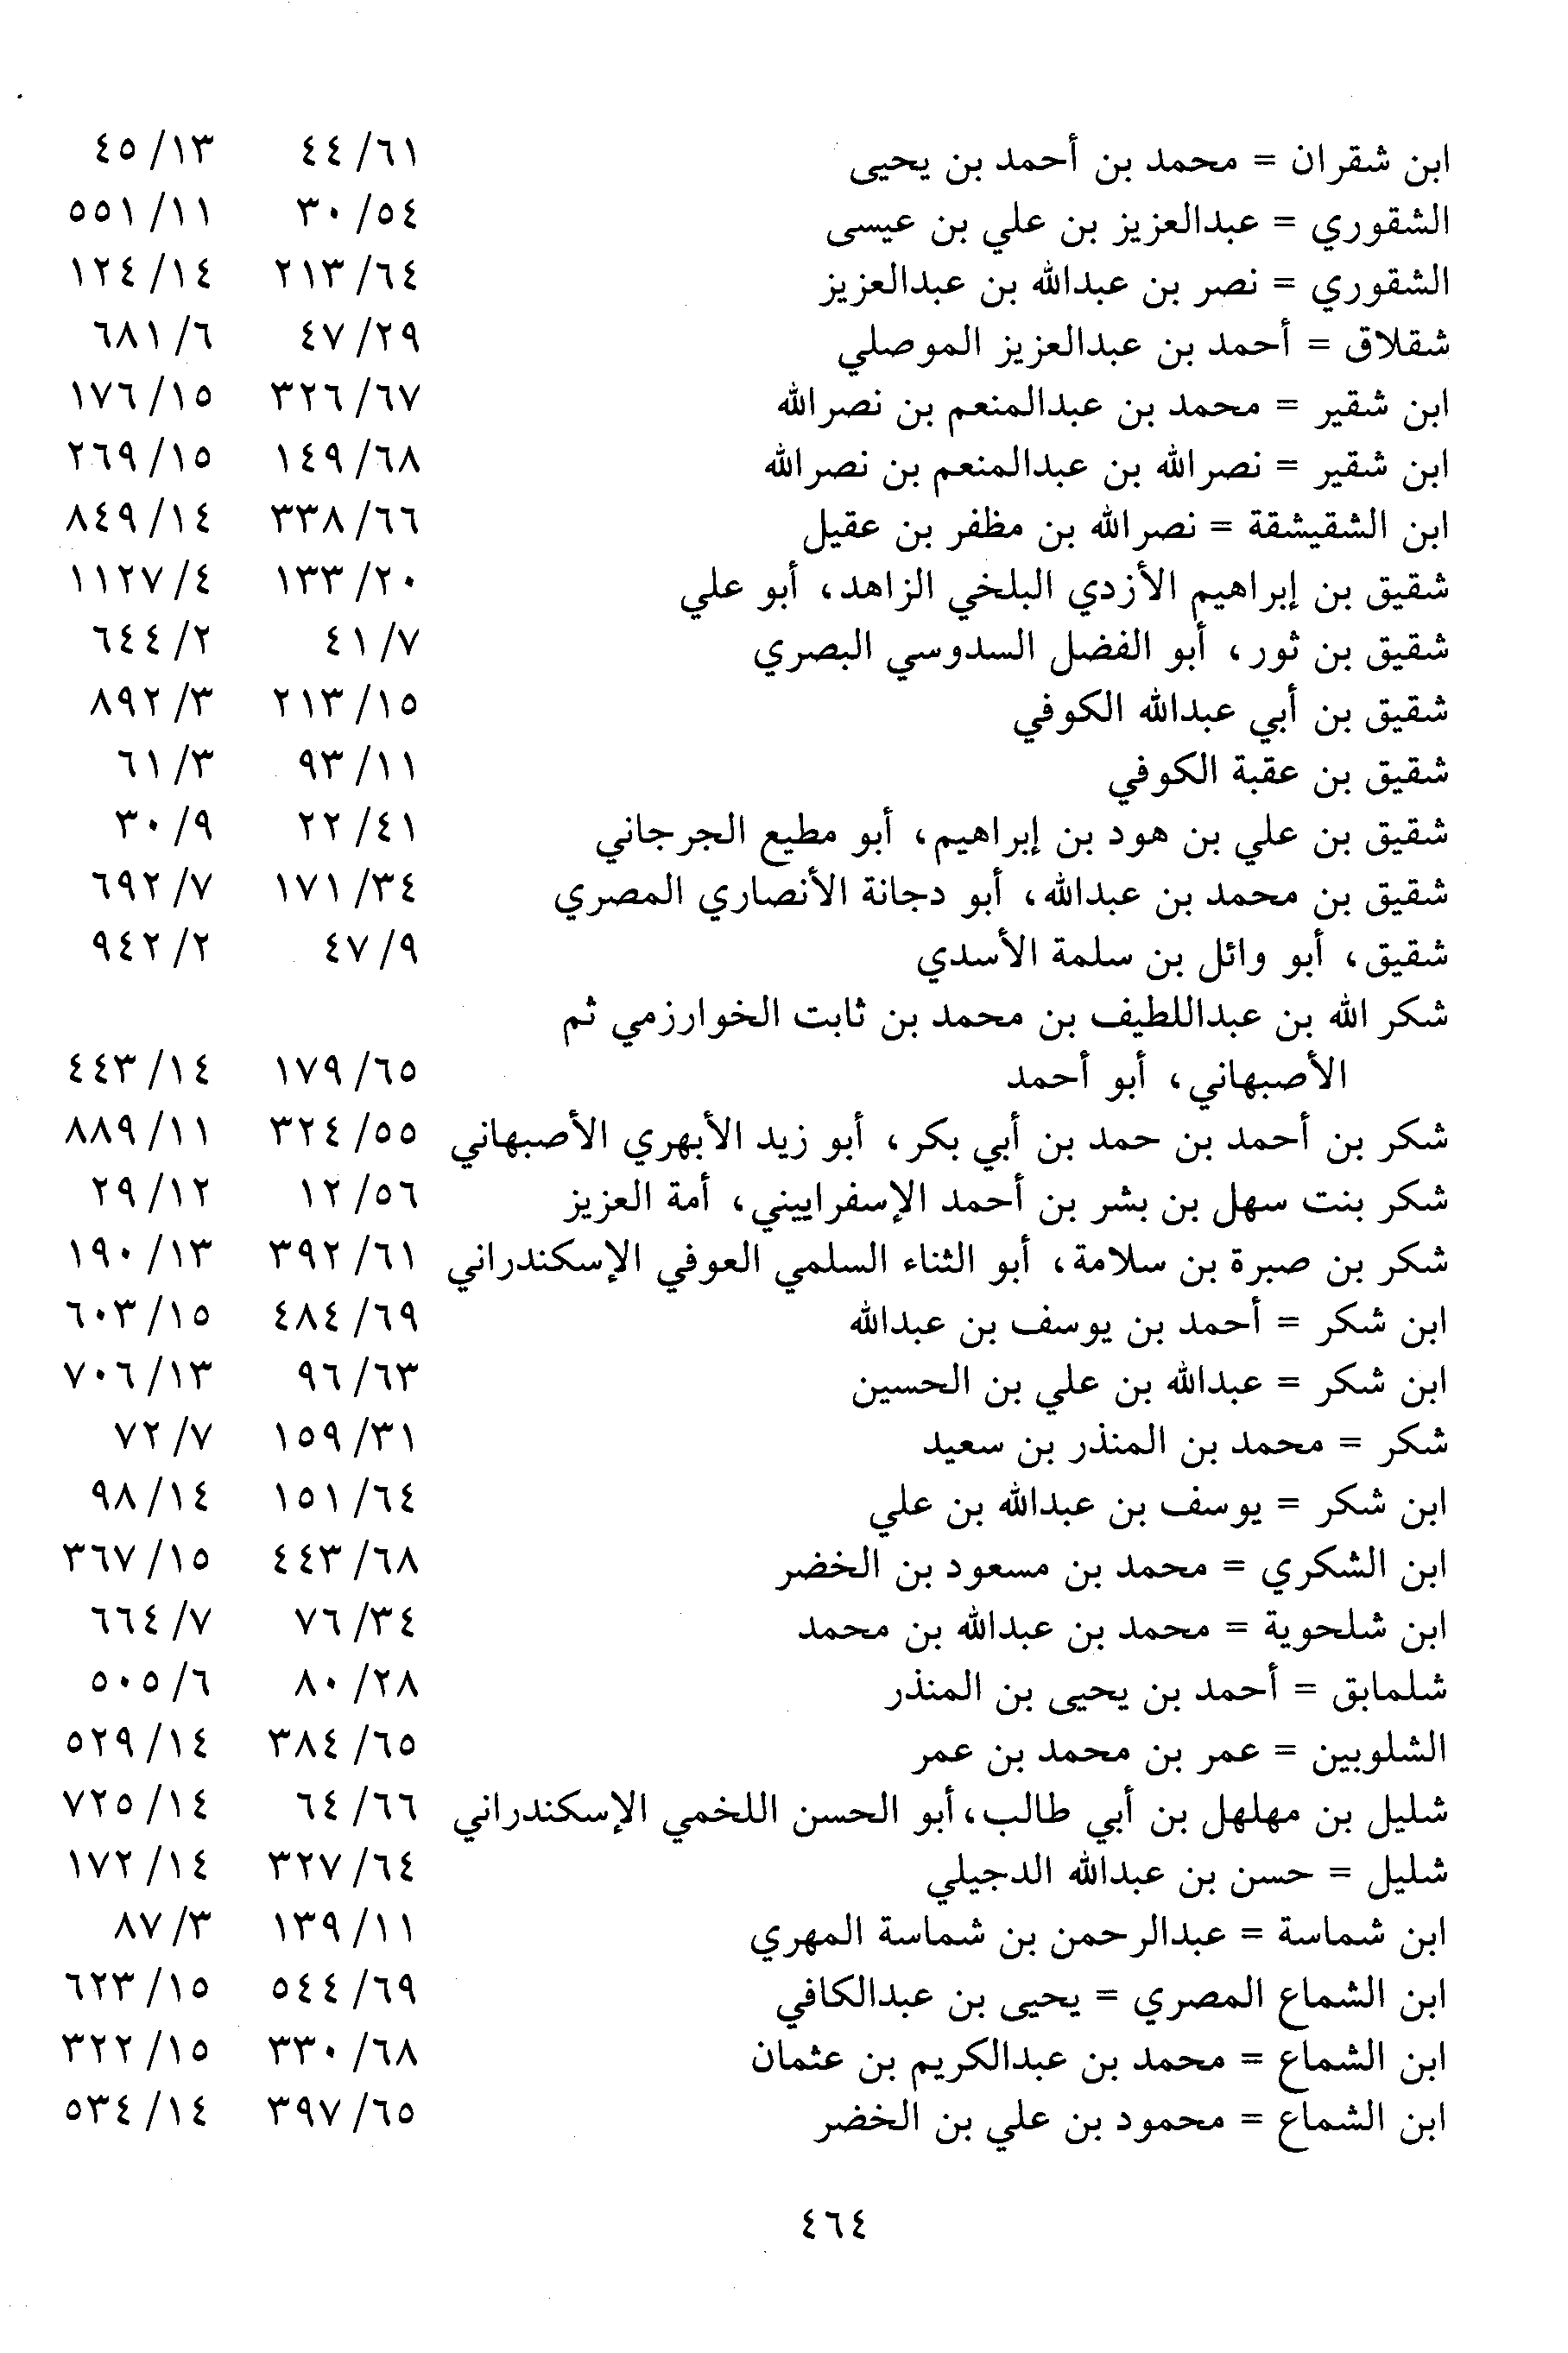 ابن شقران = محمد بن أحمد بن يحيى ٤٤/٦١ ٤٥/١٣
الشقوري = عبدالعزيز بن علي بن عيسى ٣٠/٥٤ ٥٥١/١١
الشقوري = نصر بن عبدالله بن عبدالعزيز ٢١٣/٦٤ ١٢٤/١٤
شقلاق = أحمد بن عبدالعزيز الموصلي ٤٧/٢٩ ٦٨١/٦
ابن شقير = محمد بن عبدالمنعم بن نصرالله ٣٢٦/٦٧ ١٧٦/١٥
ابن شقير = نصرالله بن عبدالمنعم بن نصرالله ١٤٩/٦٨ ٢٦٩/١٥
ابن الشقيشقة = نصرالله بن مظفر بن عقيل ٣٣٨/٦٦ ٨٤٩/١٤
شقيق بن إبراهيم الأزدي البلخي الزاهد، أبو علي ١٣٣/٢٠ ١١٢٧/٤
شقيق بن ثور، أبو الفضل السدوسي البصري ٤١/٧ ٦٤٤/٢
شقيق بن أبي عبدالله الكوفي ٢١٣/١٥ ٨٩٢/٣
شقيق بن عقبة الكوفي ٩٣/١١ ٦١/٣
شقيق بن علي بن هود بن إبراهيم، أبو مطيع الجرجاني ٢٢/٤١ ٣٠/٩
شقيق بن محمد بن عبدالله، أبو دجانة الأنصاري المصري ١٧١/٣٤ ٦٩٢/٧
شقيق، أبو وائل بن سلمة الأسدي ٤٧/٩ ٩٤٢/٢
شكر الله بن عبداللطيف بن محمد بن ثابت الخوارزمي ثم
الأصبهاني، أبو أحمد ١٧٩/٦٥ ٤٤٣/١٤
شكر بن أحمد بن حمد بن أبي بكر، أبو زيد الأبهري الأصبهاني ٣٢٤/٥٥ ٨٨٩/١١
شكر بنت سهل بن بشر بن أحمد الإسفراييني، أمة العزيز ١٢/٥٦ ٢٩/١٢
شكر بن صبرة بن سلامة، أبو الثناء السلمي العوفي الإسكندراني ٣٩٢/٦١ ١٩٠/١٣
ابن شكر = أحمد بن يوسف بن عبدالله ٤٨٤/٦٩ ٦٠٣/١٥
ابن شكر = عبدالله بن علي بن الحسين ٩٦/٦٣ ٧٠٦/١٣
شكر = محمد بن المنذر بن سعيد ١٥٩/٣١ ٧٢/٧
ابن شكر = يوسف بن عبدالله بن علي ١٥١/٦٤ ٩٨/١٤
ابن الشكري = محمد بن مسعود بن الخضر ٤٤٣/٦٨ ٣٦٧/١٥
ابن شلحوية = محمد بن عبدالله بن محمد ٧٦/٣٤ ٦٦٤/٧
شلمابق = أحمد بن يحيى بن المنذر ٨٠/٢٨ ٥٠٥/٦
الشلوبين = عمر بن محمد بن عمر ٣٨٤/٦٥ ٥٢٩/١٤
شليل بن مهلهل بن أبي طالب،أبو الحسن اللخمي الإسكندراني ٦٤/٦٦ ٧٢٥/١٤
شليل = حسن بن عبدالله الدجيلي ٣٢٧/٦٤ ١٧٢/١٤
ابن شماسة = عبدالرحمن بن شماسة المهري ١٣٩/١١ ٨٧/٣
ابن الشماع المصري = يحيى بن عبدالكافي ٥٤٤/٦٩ ٦٢٣/١٥
ابن الشماع = محمد بن عبدالكريم بن عثمان ٣٣٠/٦٨ ٣٢٢/١٥
ابن الشماع = محمود بن علي بن الخضر ٣٩٧/٦٥ ٥٣٤/١٤
٤٦٤